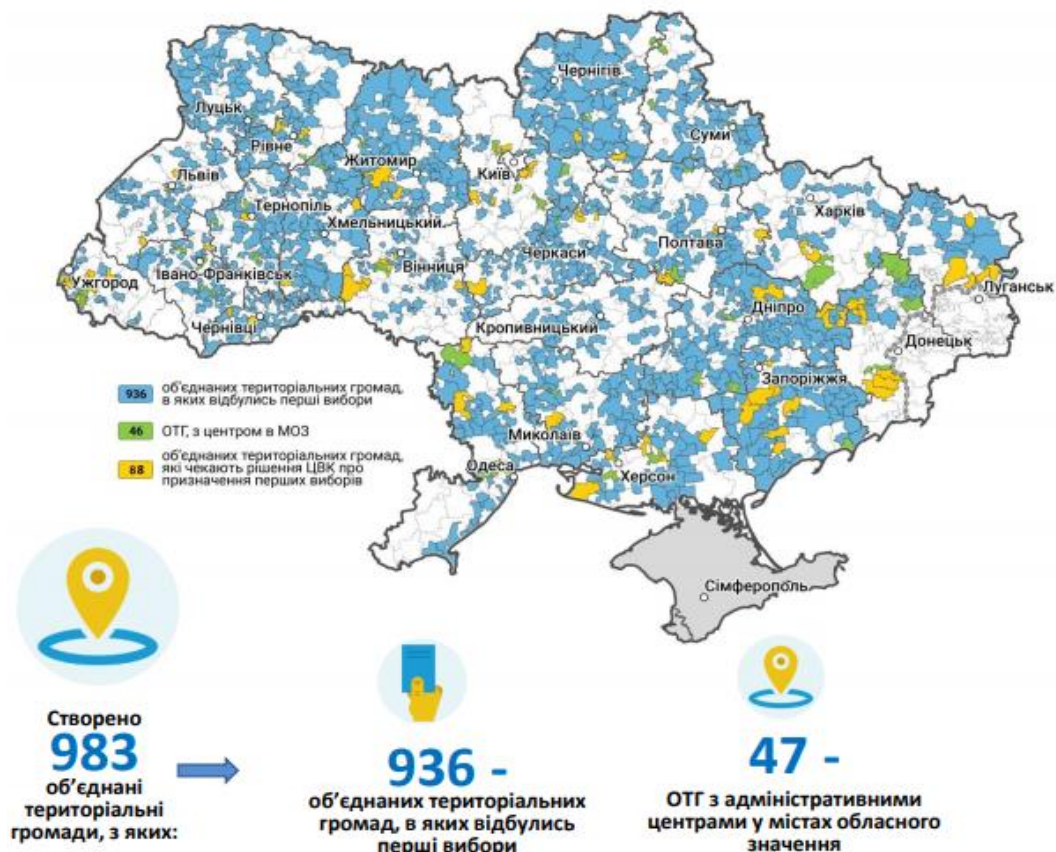 Чернігів
Луцьк
Рівне
Суми
Житомир
Київ
Львів
Тернопіль
Хмельницький
Харків
Полтава
Черкаси
Вінниця
Івано-Франківськ
Ужгород
Луганськ
Чернівці
Дніпро
Кропивницький
Донецьк
Запоріжжя
936 об'єднаних територіальних громад,
в яких відбулись перші вибори
46 ОТГ, з центром в МОЗ
88 об'єднаних територіальних громад,
які чекають рішення ЦВК про
призначення перших виборів
Миколаїв
Одеса
Херсон
Сімферополь
Створено
983
об’єднані
територіальні
громади, з яких:
936 -
об’єднаних територіальних
громад, в яких відбулись
перші вибори
47 -
ОТГ з адміністративними
центрами у містах обласного
значення